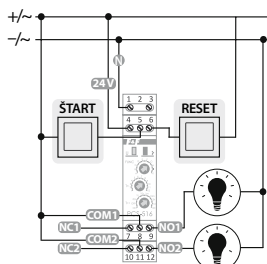 +/~
−/~
N
24V
1 2 3
ŠTART
4 5 6
RESET
COM1
NC1
7 8 9
NO1
COM2
NC2
NO2
10 11 12